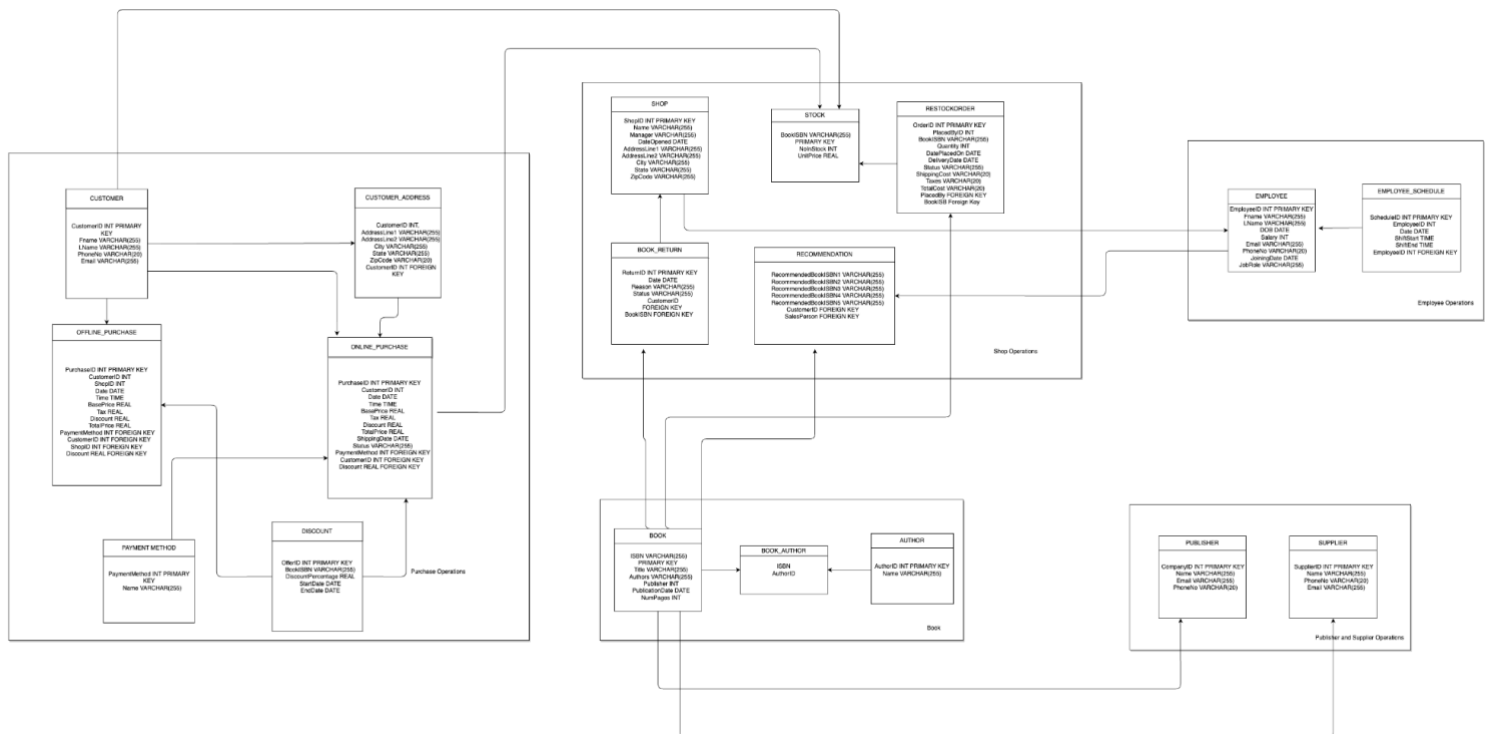 SHOP
ShopID INT PRIMARY KEY
Name VARCHAR(255)
Manager VARCHAR(255)
DateOpened DATE
AddressLine1 VARCHAR(255)
AddressLine2 VARCHAR(255)
City VARCHAR(255)
State VARCHAR(255)
ZipCode VARCHAR(255)
STOCK
BookISBN VARCHAR(255)
PRIMARY KEY
NoInStock INT
UnitPrice REAL
RESTOCKORDER
OrderID INT PRIMARY KEY
PlacedByID INT
BookISBN VARCHAR(255)
Quantity INT
DatePlacedOn DATE
DeliveryDate DATE
Status VARCHAR(255)
ShippingCost VARCHAR(20)
Taxes VARCHAR(20)
TotalCost VARCHAR(20)
PlacedBy FOREIGN KEY
BookISB Foreign Key
CUSTOMER
CustomerID INT PRIMARY
KEY
Fname VARCHAR(255)
LName VARCHAR(255)
PhoneNo VARCHAR(20)
Email VARCHAR(255)
CUSTOMER_ADDRESS
CustomerID INT
AddressLine1 VARCHAR(255)
AddressLine2 VARCHAR(255)
City VARCHAR(255)
State VARCHAR(255)
ZipCode VARCHAR(20)
CustomerID INT FOREIGN
KEY
EMPLOYEE
EmployeeID INT PRIMARY KEY
Fname VARCHAR(255)
LName VARCHAR(255)
DOB DATE
Salary INT
Email VARCHAR(255)
PhoneNo VARCHAR(20)
JoiningDate DATE
JobRole VARCHAR(255)
EMPLOYEE_SCHEDULE
ScheduleID INT PRIMARY KEY
EmployeeID INT
Date DATE
ShiftStart TIME
ShiftEnd TIME
EmployeeID INT FOREIGN KEY
Employee Operations
BOOK_RETURN
ReturnID INT PRIMARY KEY
Date DATE
Reason VARCHAR(255)
Status VARCHAR(255)
CustomerID
FOREIGN KEY
BookISBN FOREIGN KEY
RECOMMENDATION
RecommendedBookISBN1 VARCHAR(255)
RecommendedBookISBN2 VARCHAR(255)
RecommendedBookISBN3 VARCHAR(255)
RecommendedBookISBN4 VARCHAR(255)
RecommendedBookISBN5 VARCHAR(255)
CustomerID FOREIGN KEY
SalesPerson FOREIGN KEY
Shop Operations
OFFLINE_PURCHASE
PurchaseID INT PRIMARY KEY
CustomerID INT
ShopID INT
Date DATE
Time TIME
BasePrice REAL
Tax REAL
Discount REAL
TotalPrice REAL
PaymentMethod INT FOREIGN KEY
CustomerID INT FOREIGN KEY
ShopID INT FOREIGN KEY
Discount REAL FOREIGN KEY
ONLINE_PURCHASE
PurchaseID INT PRIMARY KEY
CustomerID INT
Date DATE
Time TIME
BasePrice REAL
Tax REAL
Discount REAL
TotalPrice REAL
ShippingDate DATE
Status VARCHAR(255)
PaymentMethod INT FOREIGN KEY
CustomerID INT FOREIGN KEY
Discount REAL FOREIGN KEY
PAYMENT METHOD
PaymentMethod INT PRIMARY
KEY
Name VARCHAR(255)
DISCOUNT
OfferID INT PRIMARY KEY
BookISBN VARCHAR(255)
DiscountPercentage REAL
StartDate DATE
EndDate DATE
Purchase Operations
BOOK
ISBN VARCHAR(255)
PRIMARY KEY
Title VARCHAR(255)
Authors VARCHAR(255)
Publisher INT
PublicationDate DATE
NumPages INT
BOOK_AUTHOR
ISBN
AuthorID
AUTHOR
AuthorID INT PRIMARY KEY
Name VARCHAR(255)
Book
PUBLISHER
CompanyID INT PRIMARY KEY
Name VARCHAR(255)
Email VARCHAR(255)
PhoneNo VARCHAR(20)
SUPPLIER
SupplierID INT PRIMARY KEY
Name VARCHAR(255)
PhoneNo VARCHAR(20)
Email VARCHAR(255)
Publisher and Supplier Operations